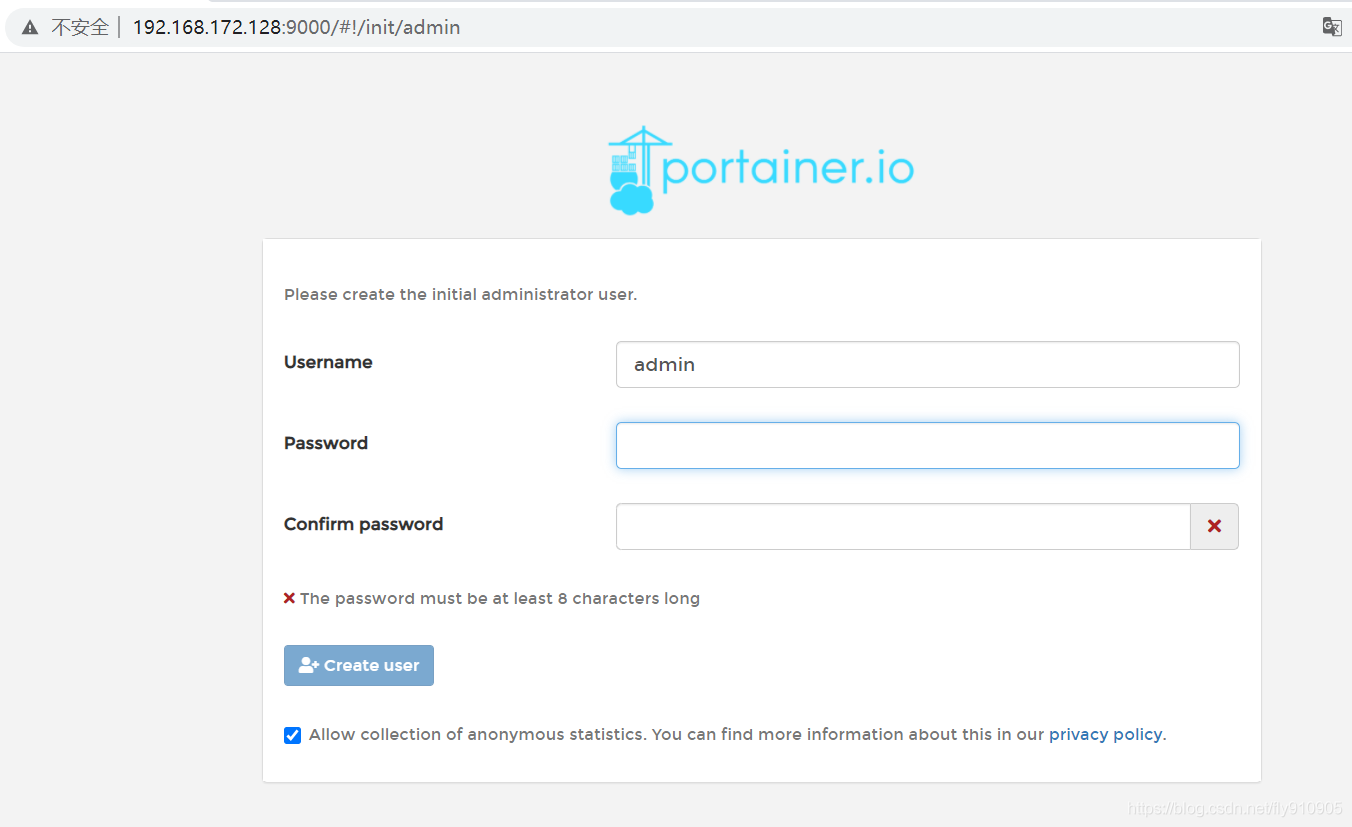 不安全 192.168.172.128:9000/#!/init/admin
portainer.io
Please create the initial administrator user.
Username
admin
Password
Confirm password
The password must be at least 8 characters long
Create user
Allow collection of anonymous statistics. You can find more information about this in our privacy policy.
https://blog.csdn.net/fly910905